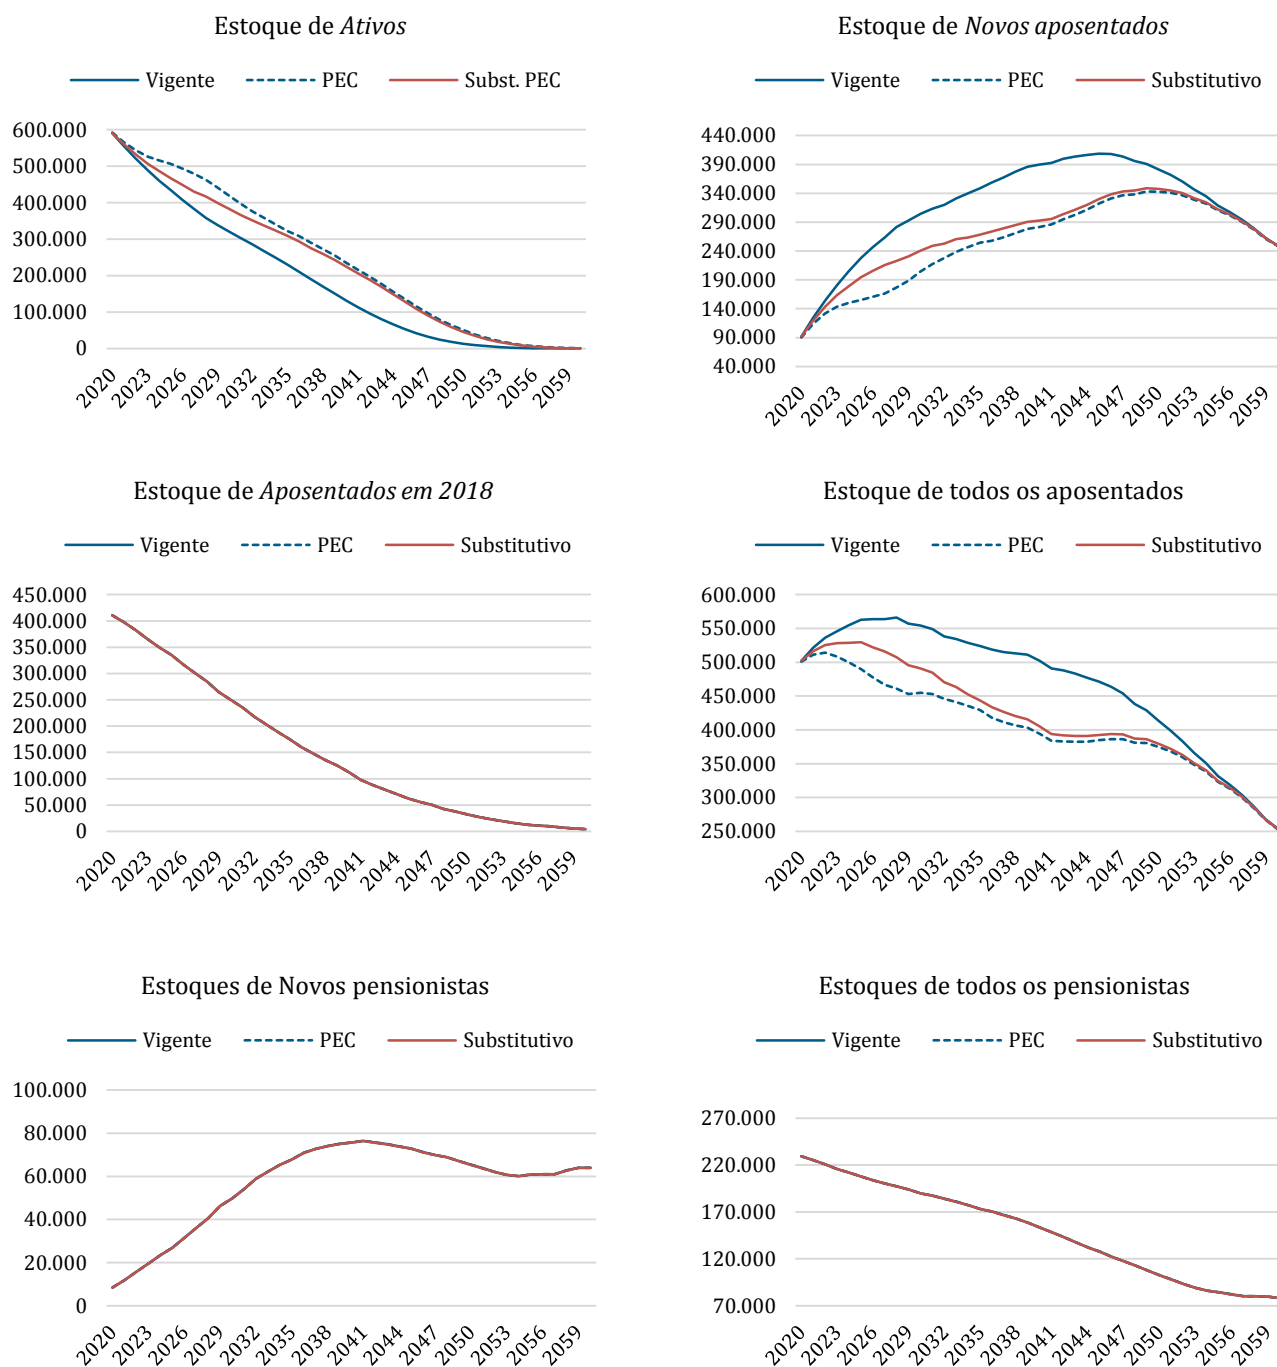 Estoque de Ativos
Vigente PEC Subst. PEC
600.000
500.000
400.000
300.000
200.000
100.000
0
2020 2023 2026 2029 2032 2035 2038 2041 2044 2047 2050 2053 2056 2059
Estoque de Novos aposentados
Vigente PEC Substitutivo
440.000
390.000
340.000
290.000
240.000
190.000
140.000
90.000
40.000
2020 2023 2026 2029 2032 2035 2038 2041 2044 2047 2050 2053 2056 2059
Estoque de Aposentados em 2018
Vigente PEC Substitutivo
450.000
400.000
350.000
300.000
250.000
200.000
150.000
100.000
50.000
0
2020 2023 2026 2029 2032 2035 2038 2041 2044 2047 2050 2053 2056 2059
Estoque de todos os aposentados
Vigente PEC Substitutivo
600.000
550.000
500.000
450.000
400.000
350.000
300.000
250.000
2020 2023 2026 2029 2032 2035 2038 2041 2044 2047 2050 2053 2056 2059
Estoques de Novos pensionistas
Vigente PEC Substitutivo
100.000
80.000
60.000
40.000
20.000
0
2020 2023 2026 2029 2032 2035 2038 2041 2044 2047 2050 2053 2056 2059
Estoques de todos os pensionistas
Vigente PEC Substitutivo
270.000
220.000
170.000
120.000
70.000
2020 2023 2026 2029 2032 2035 2038 2041 2044 2047 2050 2053 2056 2059